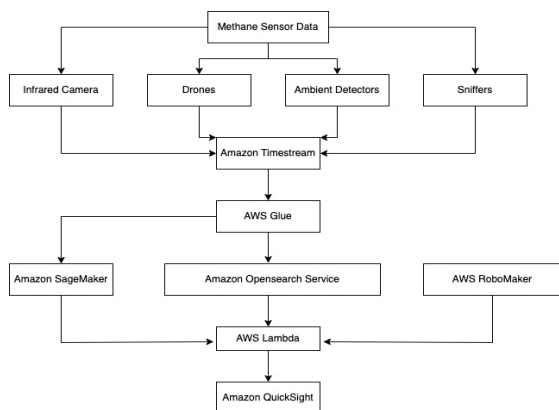 Methane Sensor Data
Infrared Camera
Drones
Ambient Detectors
Sniffers
Amazon Timestream
AWS Glue
Amazon SageMaker
Amazon Opensearch Service
AWS RoboMaker
AWS Lambda
Amazon QuickSight